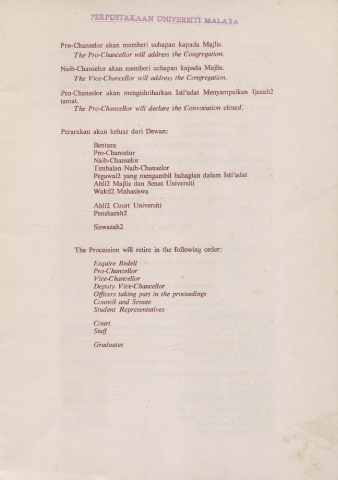 PERPUSTAKAAN UNIVERSITI MALAYA
Pro-Chanselor akan memberi uchapan kapada Majlis.
The Pro-Chancellor will address the Congregation.
Naib-Chanselor akan memberi uchapan kapada Majlis.
The Vice-Chancellor will address the Congregation.
Pro-Chanselor akan mengishtiharkan Isti'adat Menyampaikan Ijazah2
tamat.
The Pro-Chancellor will declare the Convocation closed.
Perarakan akan keluar dari Dewan:
Bentara
Pro-Chanselor
Naib-Chanselor
Timbalan Naib-Chanselor
Pegawai2 yang mengambil bahagian dalam Isti'adat
Ahli2 Majlis dan Senat Universiti
Wakil2 Mahasiswa
Ahli2 Court Universiti
Pensharah2
Siswazah2
The Procession will retire in the following order:
Esquire Bedell
Pro-Chancellor
Vice-Chancellor
Deputy Vice-Chancellor
Officers taking part in the proceedings
Council and Senate
Student Representatives
Court
Staff
Graduates